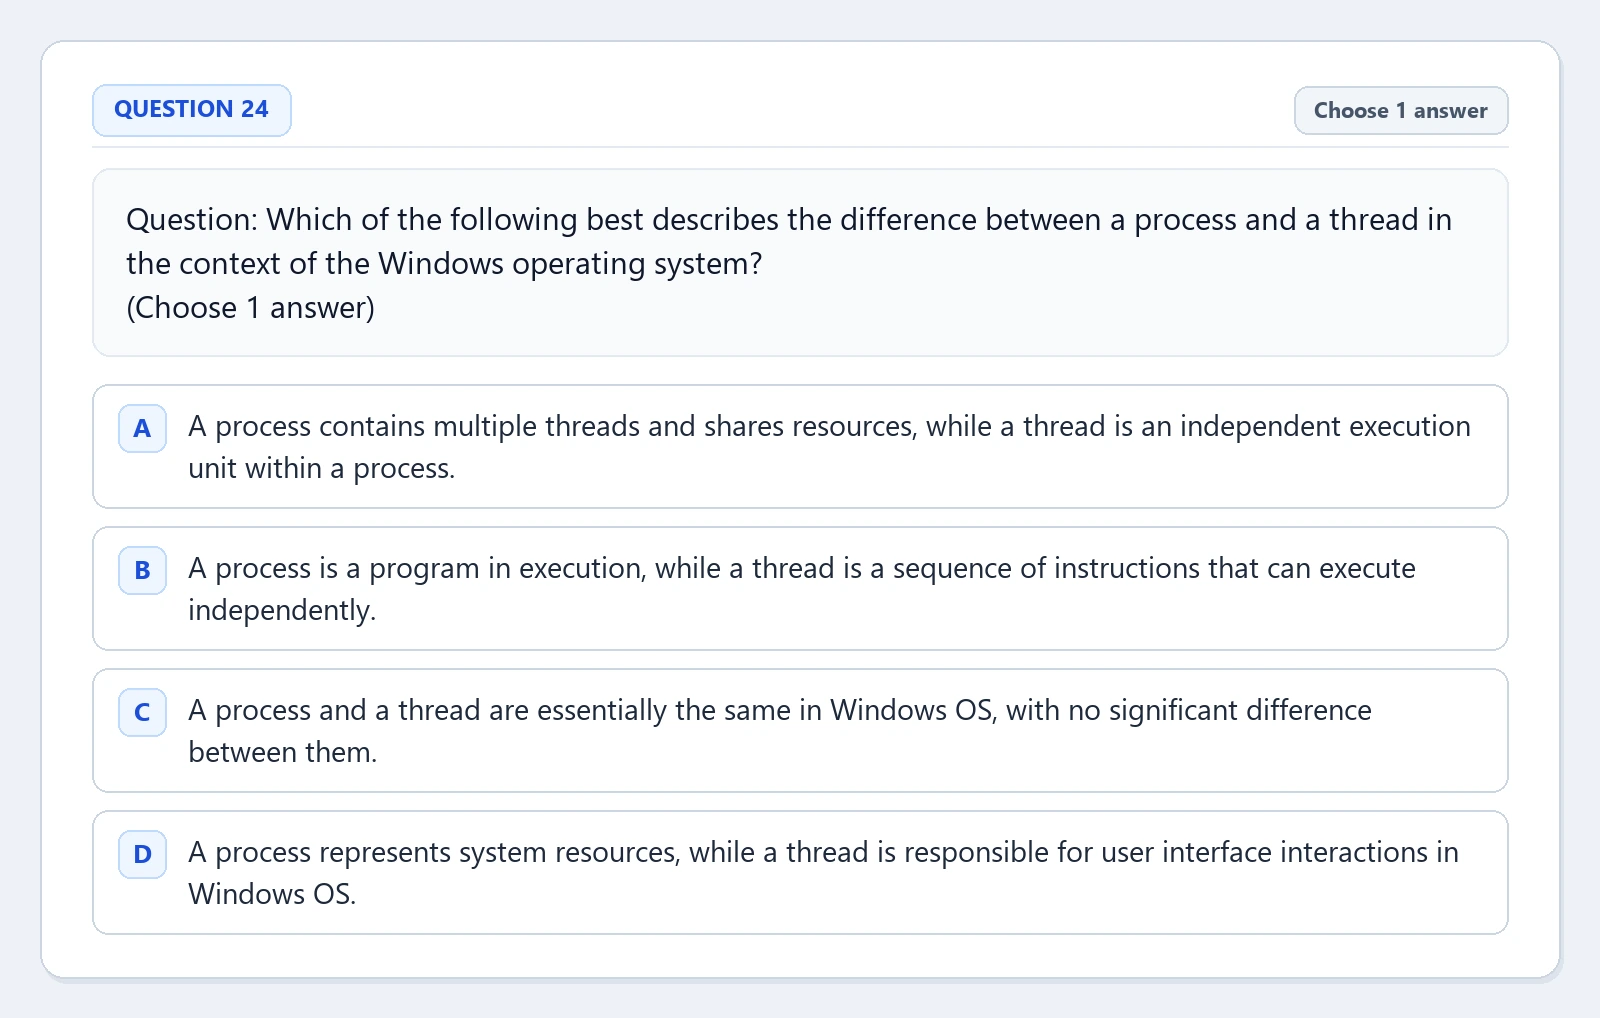 QUESTION 24
Choose 1 answer
Question: Which of the following best describes the difference between a process and a thread in
the context of the Windows operating system?
(Choose 1 answer)
A
A process contains multiple threads and shares resources, while a thread is an independent execution
unit within a process.
B
A process is a program in execution, while a thread is a sequence of instructions that can execute
independently.
C
A process and a thread are essentially the same in Windows OS, with no significant difference
between them.
D
A process represents system resources, while a thread is responsible for user interface interactions in
Windows OS.